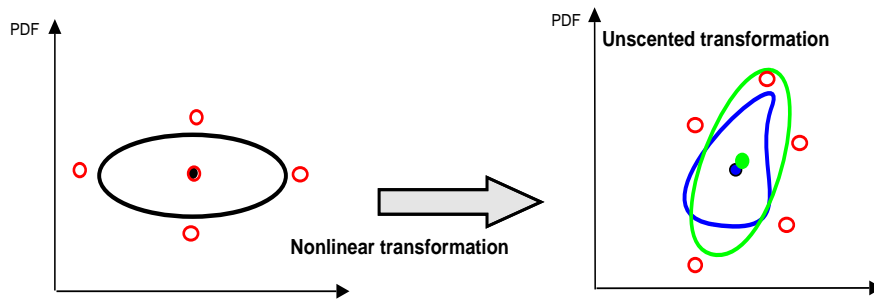 PDF
Nonlinear transformation
PDF
Unscented transformation